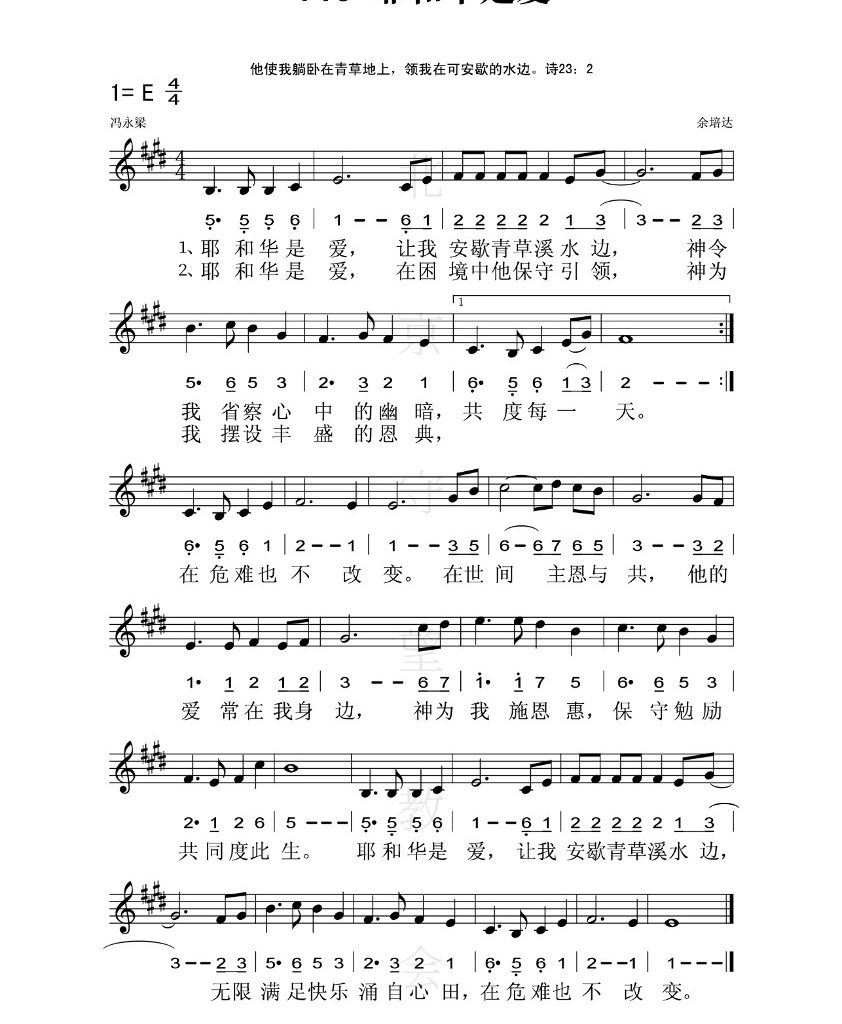 他使我躺卧在青草地上，领我在可安歇的水边。诗23：2
1= E 4/4
冯永梁 余培达
5· 5 5 6 | 1 – – 6 1 | 2 2 2 2 2 1 3 | 3 – – 2 3
1、耶和华是爱，让我安歇青草溪水边，神令
2、耶和华是爱，在困境中他保守引领，神为
1
5· 6 5 3 | 2· 3 2 1 | 6· 5 6 1 3 | 2 – – – :||
我省察心中的幽暗，共度每一天。
我摆设丰盛的恩典，
6· 5 6 1 | 2 – – 1 | 1 – – 3 5 | 6 – 6 7 6 5 | 3 – – 3 2
在危难也不改变。在世间主恩与共，他的
1· 1 2 1 2 | 3 – – 6 7 | 1· 1 7 5 | 6· 6 5 3 |
爱常在我身边，神为我施恩惠，保守勉励
2· 1 2 6 | 5 – – – | 5· 5 5 6 | 1 – – 6 1 | 2 2 2 2 2 1 3 |
共同度此生。耶和华是爱，让我安歇青草溪水边，
3 – – 2 3 | 5· 6 5 3 | 2· 3 2 1 | 6· 5 6 1 | 2 – – 1 | 1 – – – ||
无限满足快乐涌自心田，在危难也不改变。
北京守望教会